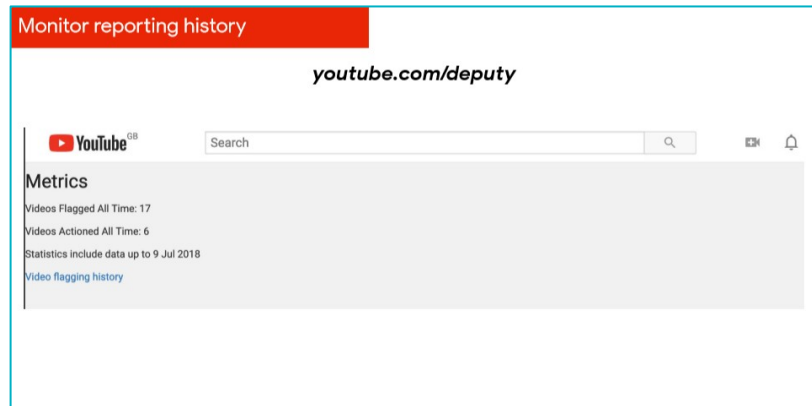 Monitor reporting history
youtube.com/deputy
YouTube GB
Search
Metrics
Videos Flagged All Time: 17
Videos Actioned All Time: 6
Statistics include data up to 9 Jul 2018
Video flagging history